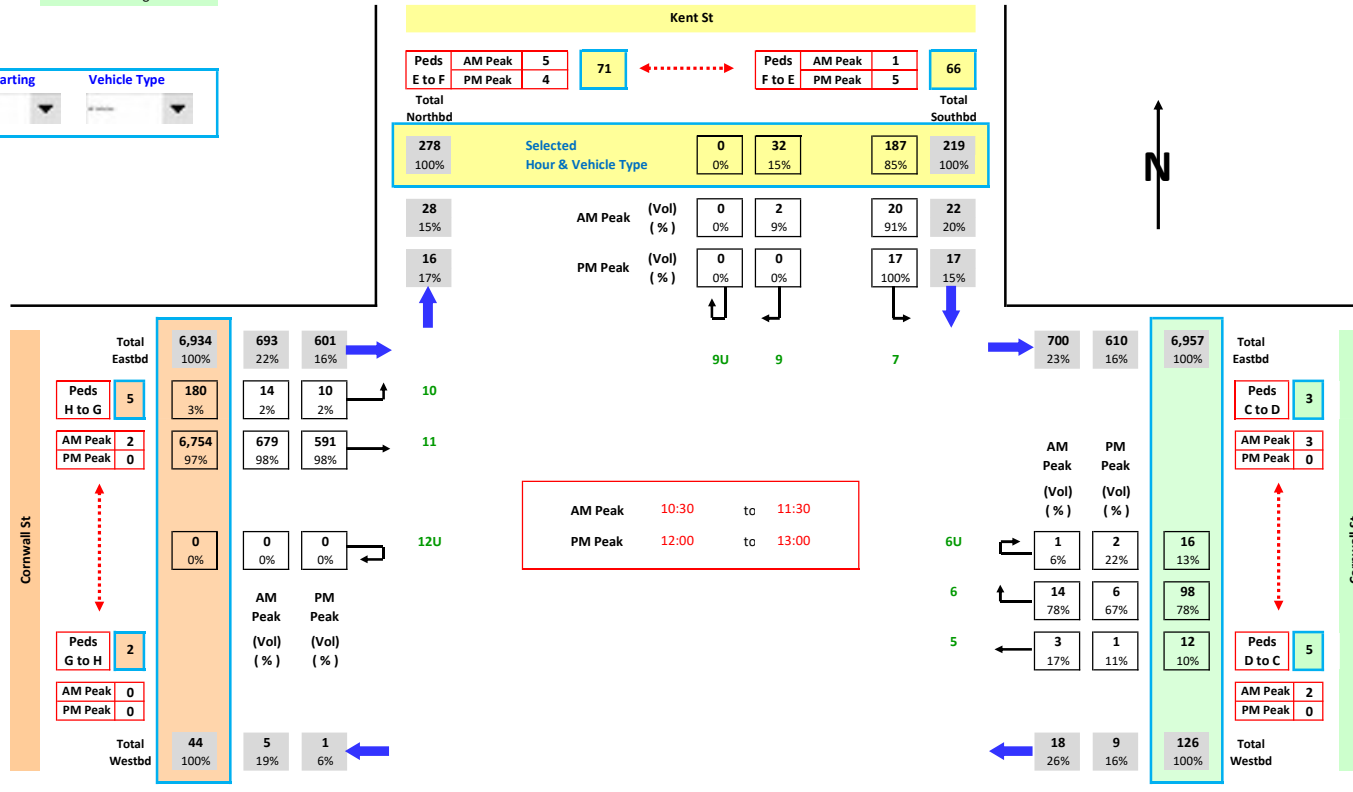 Kent St
arting Vehicle Type
Peds E to F AM Peak 5 71 Peds F to E AM Peak 1 66
PM Peak 4 PM Peak 5
Total Northbd Total Southbd
278 Selected 0 32 187 219
100% Hour & Vehicle Type 0% 15% 85% 100%
28 AM Peak (Vol) 0 2 20 22
15% ( % ) 0% 9% 91% 20%
16 PM Peak (Vol) 0 0 17 17
17% ( % ) 0% 0% 100% 15%
9U 9 7
Total 6,934 693 601 700 610 6,957 Total
Eastbd 100% 22% 16% 23% 16% 100% Eastbd
Peds H to G 5 180 14 10 10 Peds C to D 3
3% 2% 2%
AM Peak 2 6,754 679 591 11 AM Peak 3
PM Peak 0 97% 98% 98% PM Peak 0
AM Peak PM Peak
(Vol) (Vol)
( % ) ( % )
AM Peak 10:30 to 11:30
PM Peak 12:00 to 13:00
Cornwall St
0 0 0 12U 6U 1 2 16
0% 0% 0% 6% 22% 13%
6 14 6 98
78% 67% 78%
AM Peak PM Peak
(Vol) (Vol)
( % ) ( % )
Peds G to H 2 5 3 1 12 Peds D to C 5
17% 11% 10%
AM Peak 0 AM Peak 2
PM Peak 0 PM Peak 0
Total 44 5 1 18 9 126 Total
Westbd 100% 19% 6% 26% 16% 100% Westbd
N